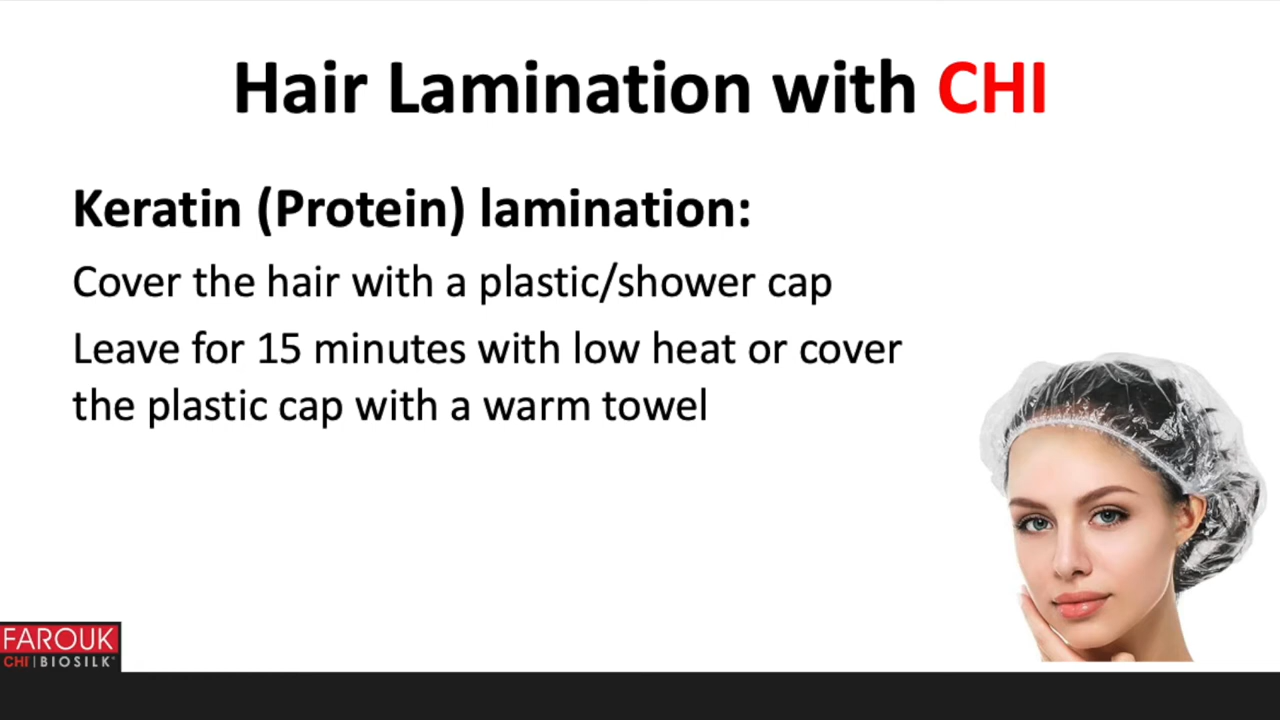 Hair Lamination with CHI
Keratin (Protein) lamination:
Cover the hair with a plastic/shower cap
Leave for 15 minutes with low heat or cover
the plastic cap with a warm towel
FAROUK
CHI | BIOSILK